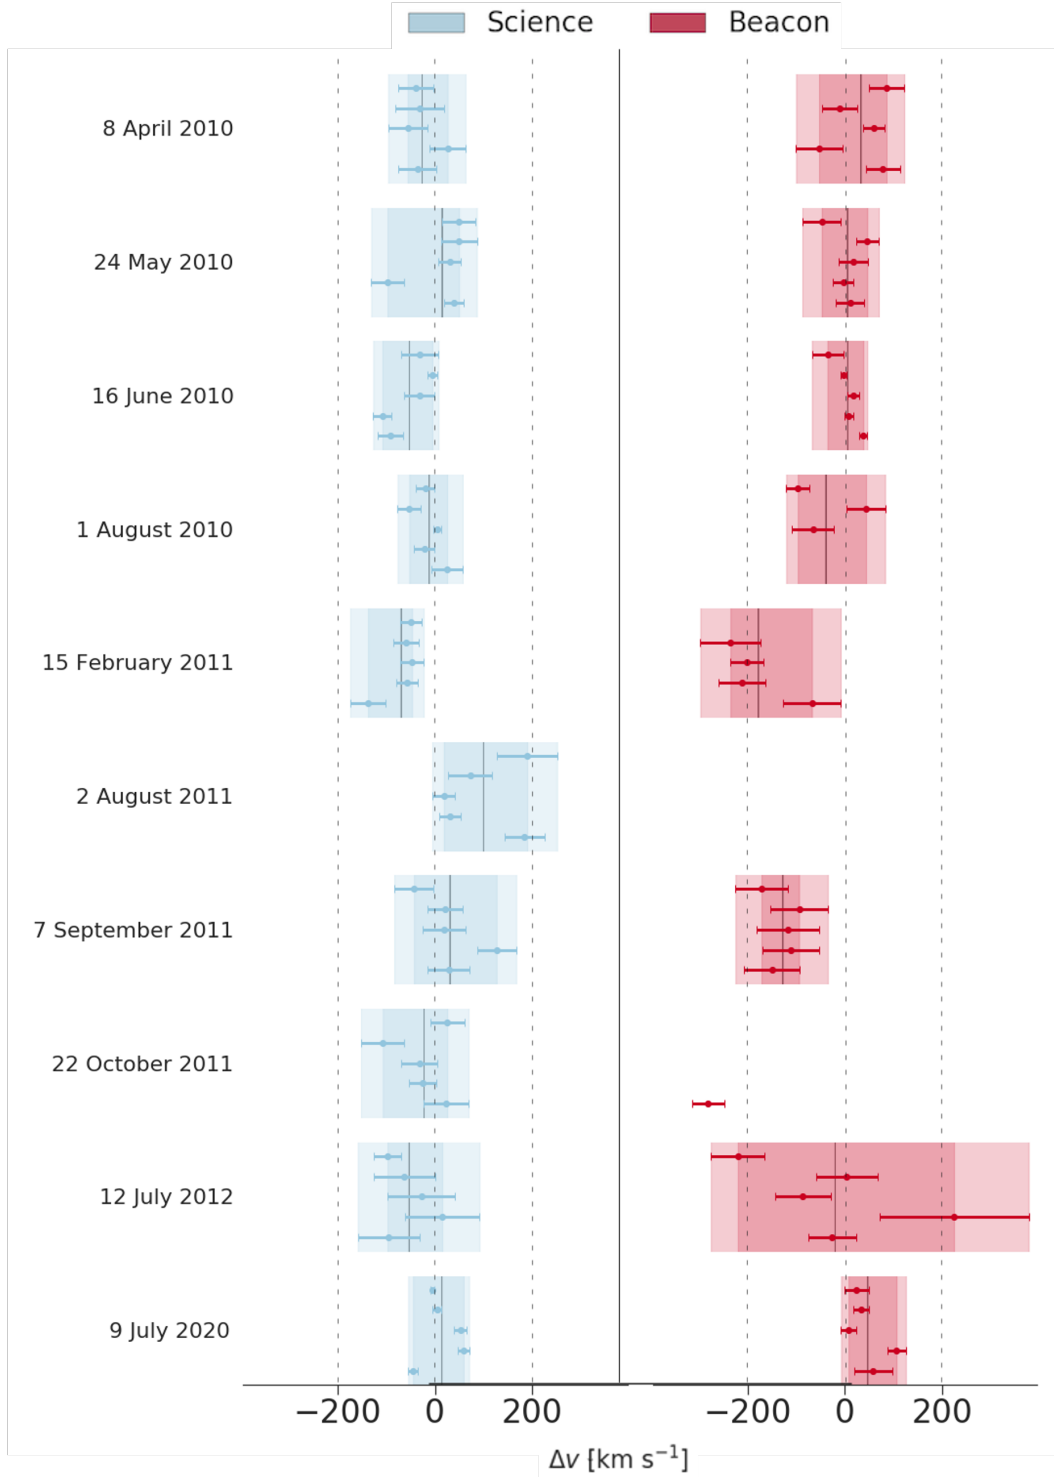 Science Beacon
8 April 2010
24 May 2010
16 June 2010
1 August 2010
15 February 2011
2 August 2011
7 September 2011
22 October 2011
12 July 2012
9 July 2020
−200 0 200 −200 0 200
Δv [km s⁻¹]